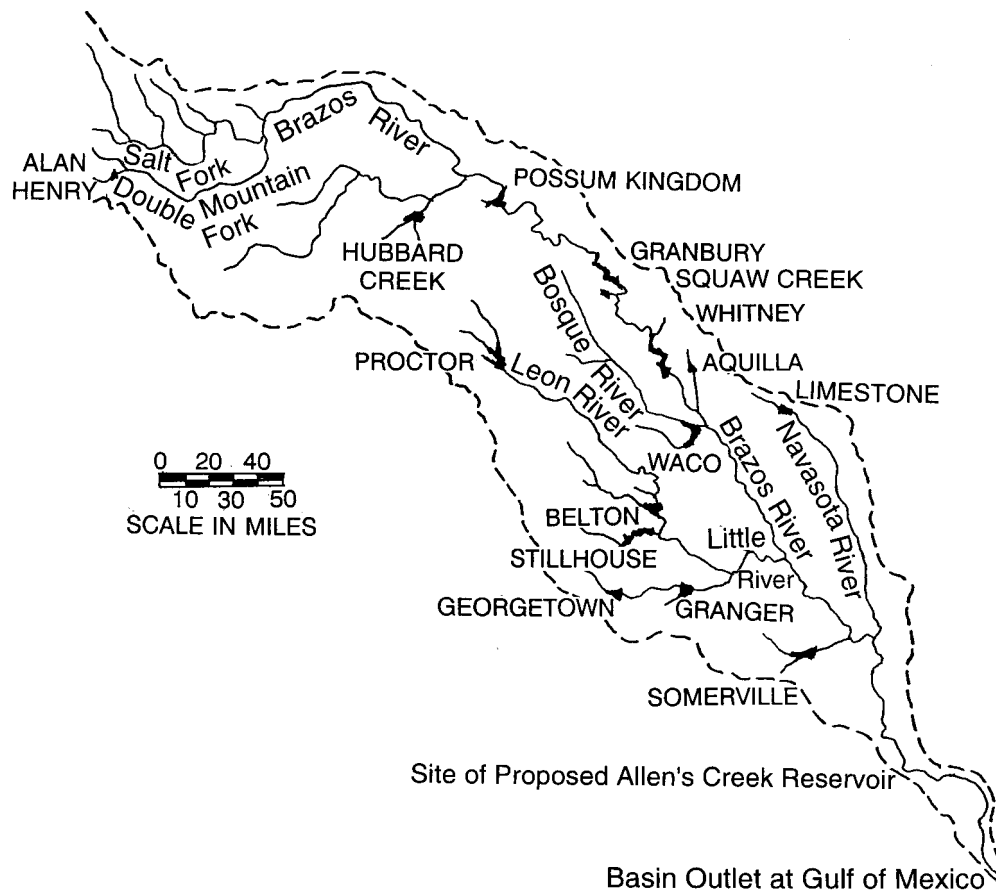 Brazos
River
Salt
Fork
ALAN
HENRY
Double Mountain
Fork
POSSUM KINGDOM
HUBBARD
CREEK
GRANBURY
SQUAW CREEK
WHITNEY
Bosque
River
PROCTOR
Leon River
AQUILLA
LIMESTONE
WACO
Brazos River
Navasota River
0 20 40
10 30 50
SCALE IN MILES
BELTON
STILLHOUSE
Little
River
GEORGETOWN
GRANGER
SOMERVILLE
Site of Proposed Allen's Creek Reservoir
Basin Outlet at Gulf of Mexico